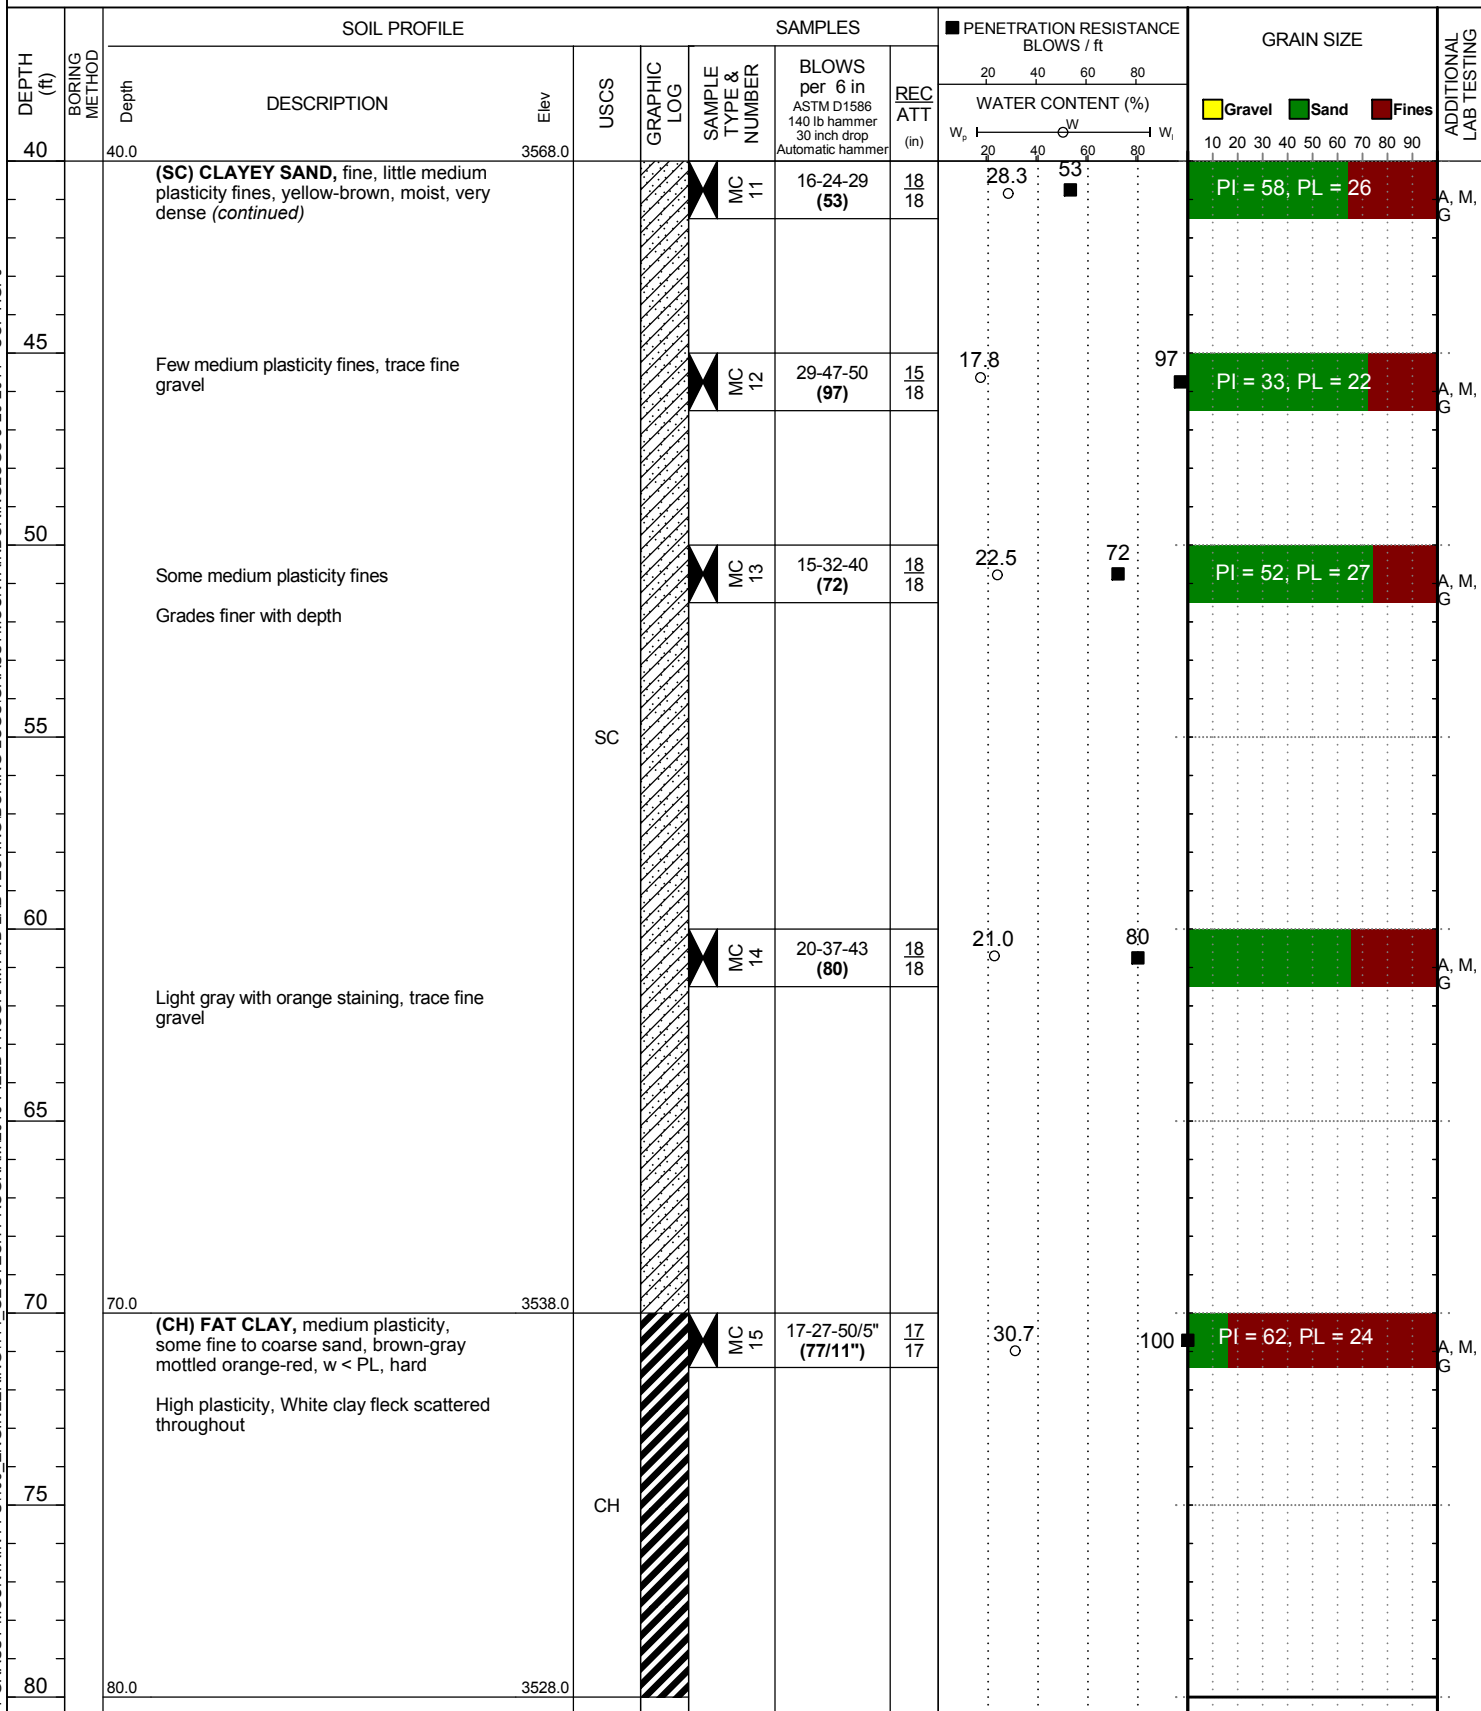 SOIL PROFILE
SAMPLES
■ PENETRATION RESISTANCE
BLOWS / ft
20 40 60 80
WATER CONTENT (%)
Wp W Wl
20 40 60 80
GRAIN SIZE
Gravel Sand Fines
10 20 30 40 50 60 70 80 90
ADDITIONAL
LAB TESTING
DEPTH
(ft)
BORING
METHOD
Depth
DESCRIPTION
Elev
USCS
GRAPHIC
LOG
SAMPLE
TYPE &
NUMBER
BLOWS
per 6 in
ASTM D1586
140 lb hammer
30 inch drop
Automatic hammer
REC
ATT
(in)
40
40.0 3568.0
(SC) CLAYEY SAND, fine, little medium
plasticity fines, yellow-brown, moist, very
dense (continued)
MC
11
16-24-29
(53)
18
18
28.3 53
PI = 58, PL = 26
A, M,
G
45
Few medium plasticity fines, trace fine
gravel
MC
12
29-47-50
(97)
15
18
17.8 97
PI = 33, PL = 22
A, M,
G
50
Some medium plasticity fines
Grades finer with depth
MC
13
15-32-40
(72)
18
18
22.5 72
PI = 52, PL = 27
A, M,
G
55
SC
60
MC
14
20-37-43
(80)
18
18
21.0 80
A, M,
G
Light gray with orange staining, trace fine
gravel
65
70
70.0 3538.0
(CH) FAT CLAY, medium plasticity,
some fine to coarse sand, brown-gray
mottled orange-red, w < PL, hard
High plasticity, White clay fleck scattered
throughout
MC
15
17-27-50/5"
(77/11")
17
17
30.7 100
PI = 62, PL = 24
A, M,
G
75
CH
80
80.0 3528.0